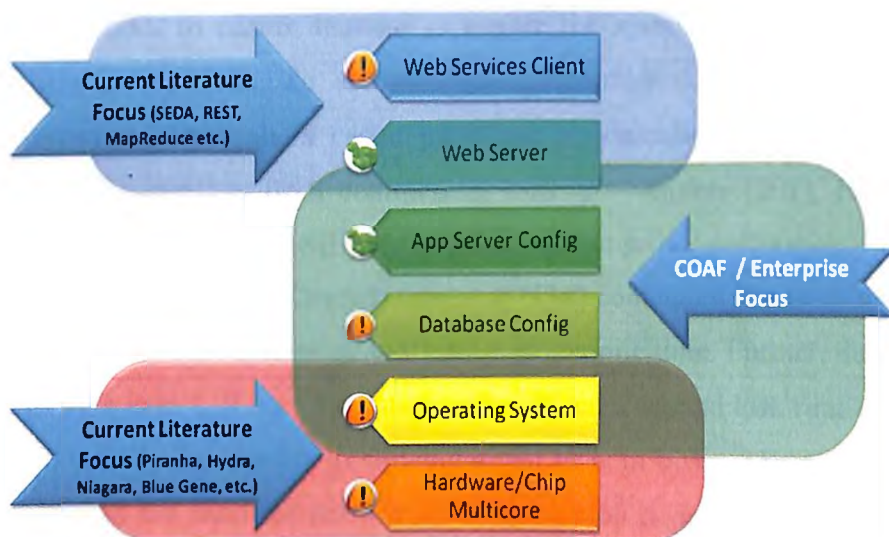 Current Literature
Focus (SEDA, REST,
MapReduce etc.)
Web Services Client
Web Server
App Server Config
COAF / Enterprise
Focus
Database Config
Operating System
Current Literature
Focus (Piranha, Hydra,
Niagara, Blue Gene, etc.)
Hardware/Chip
Multicore